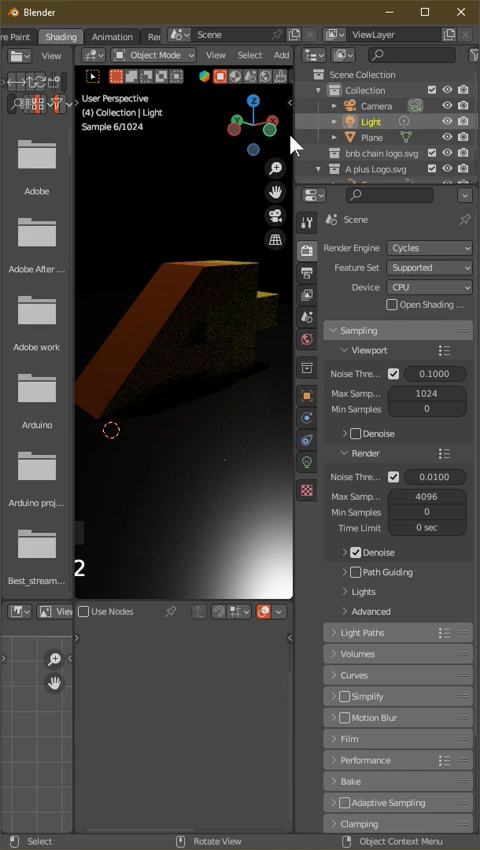 Blender
re Paint
Shading
Animation
Scene
ViewLayer
View
Object Mode
View
Select
Add
User Perspective
(4) Collection | Light
Sample 6/1024
Z
Y
X
Scene Collection
Collection
Camera
Light
Plane
bnb chain logo.svg
A plus Logo.svg
Adobe
Adobe After ...
Adobe work
Arduino
Arduino proj...
Best_stream...
Scene
Render Engine
Cycles
Feature Set
Supported
Device
CPU
Open Shading ...
Sampling
Viewport
Noise Thre...
0.1000
Max Samp...
1024
Min Samples
0
Denoise
Render
Noise Thre...
0.0100
Max Samp...
4096
Min Samples
0
Time Limit
0 sec
Denoise
Path Guiding
Lights
Advanced
Light Paths
Volumes
Curves
Simplify
Motion Blur
Film
Performance
Bake
Adaptive Sampling
Clamping
2
Use Nodes
Select
Rotate View
Object Context Menu